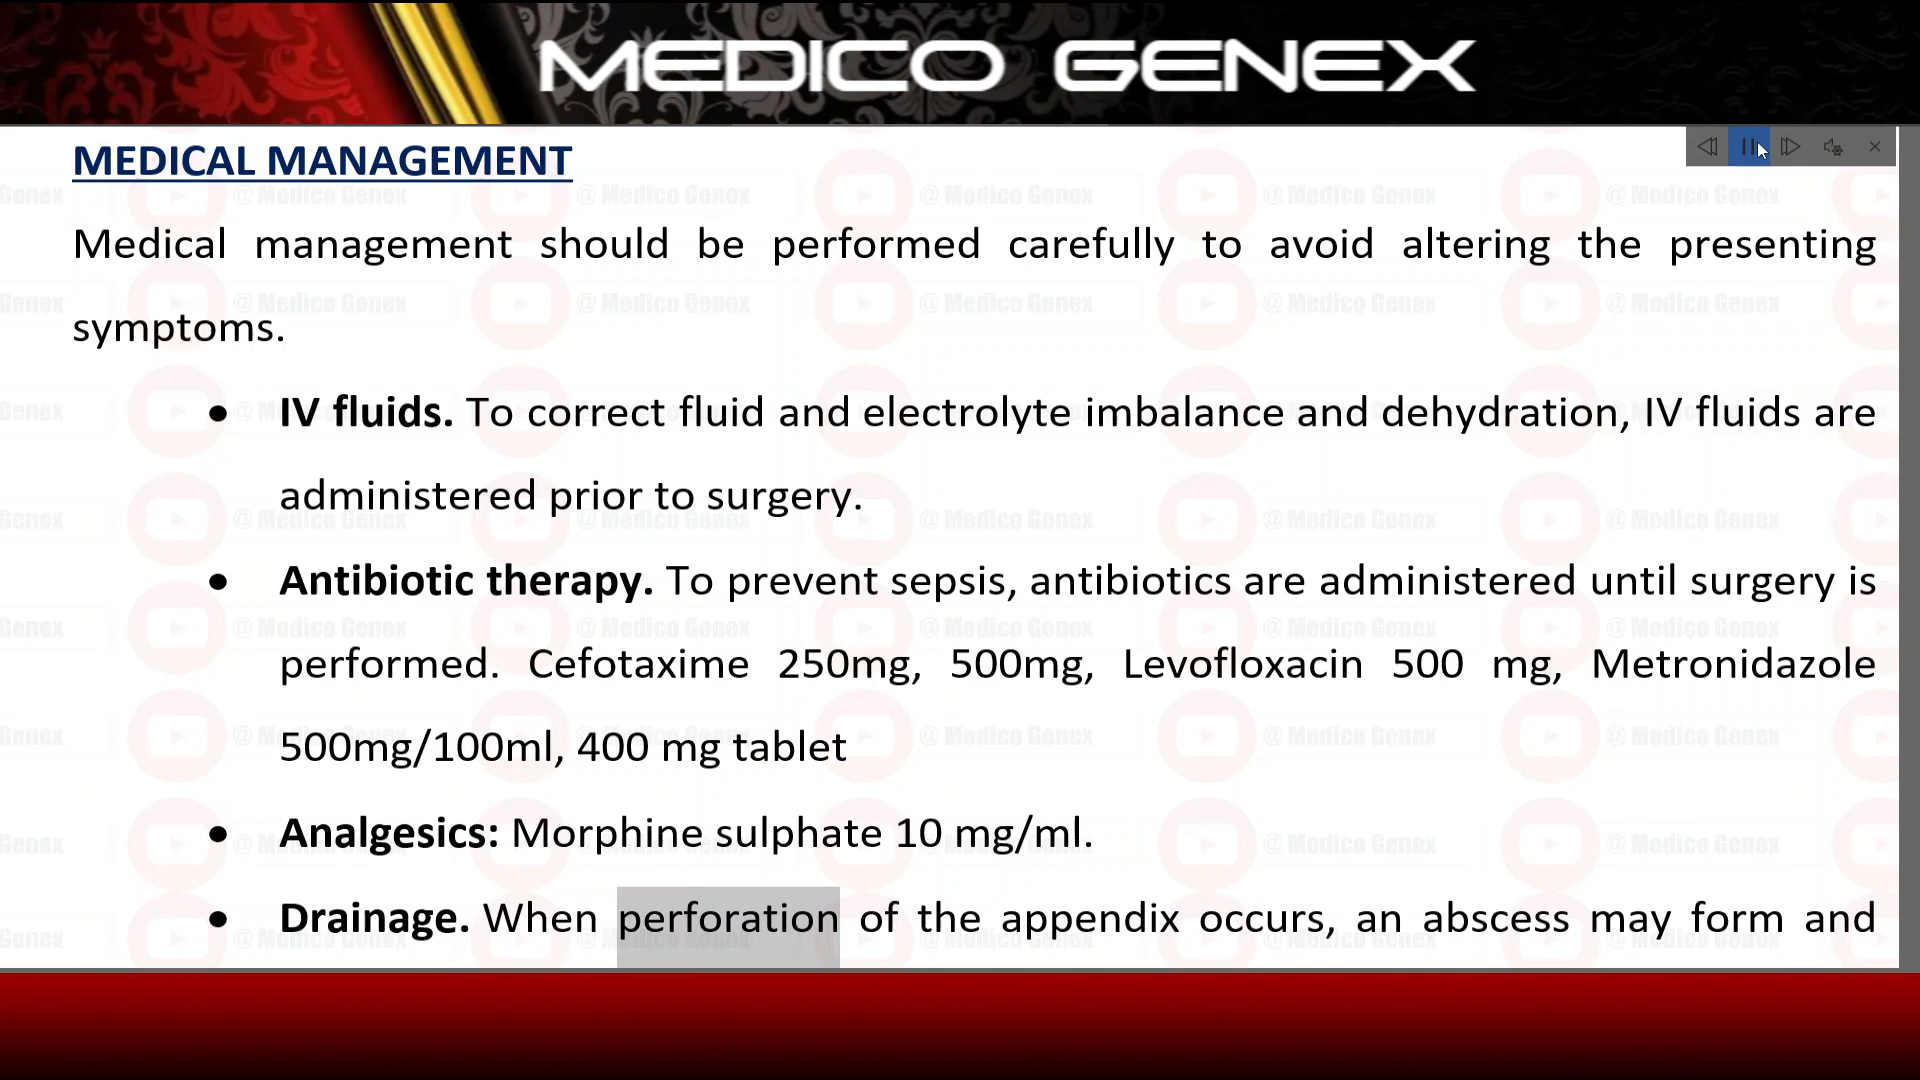 MEDICO GENEX
MEDICAL MANAGEMENT
Medical management should be performed carefully to avoid altering the presenting
symptoms.
• IV fluids. To correct fluid and electrolyte imbalance and dehydration, IV fluids are
administered prior to surgery.
• Antibiotic therapy. To prevent sepsis, antibiotics are administered until surgery is
performed. Cefotaxime 250mg, 500mg, Levofloxacin 500 mg, Metronidazole
500mg/100ml, 400 mg tablet
• Analgesics: Morphine sulphate 10 mg/ml.
• Drainage. When perforation of the appendix occurs, an abscess may form and
@ Medico Genex